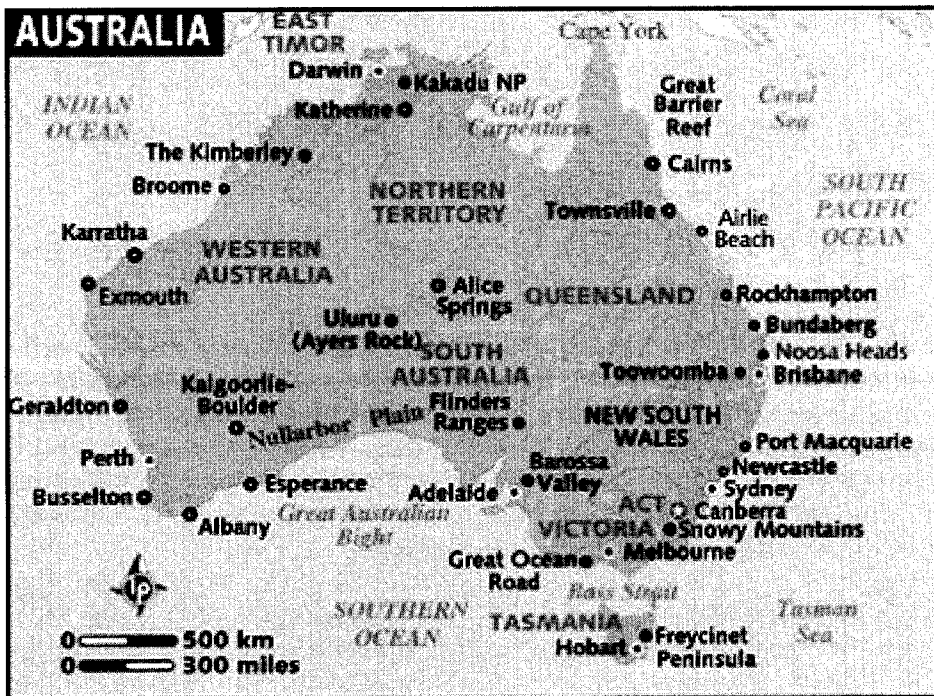 AUSTRALIA
EAST
TIMOR
Cape York
Darwin
Kakadu NP
Katherine
Gulf of
Carpentaria
Great
Barrier
Reef
Coral
Sea
INDIAN
OCEAN
The Kimberley
Broome
Cairns
NORTHERN
TERRITORY
Townsville
Airlie
Beach
SOUTH
PACIFIC
OCEAN
Karratha
WESTERN
AUSTRALIA
Exmouth
Alice
Springs
QUEENSLAND
Rockhampton
Uluru
(Ayers Rock)
Bundaberg
SOUTH
AUSTRALIA
Noosa Heads
Toowoomba
Brisbane
Kalgoorlie-
Boulder
Geraldton
Nullarbor Plain
Flinders
Ranges
NEW SOUTH
WALES
Port Macquarie
Perth
Newcastle
Busselton
Esperance
Adelaide
Barossa
Valley
Sydney
ACT
Canberra
Albany
Great Australian
Bight
VICTORIA
Snowy Mountains
Melbourne
Great Ocean
Road
Bass Strait
lp
SOUTHERN
OCEAN
TASMANIA
Tasman
Sea
Hobart
Freycinet
Peninsula
0 500 km
0 300 miles